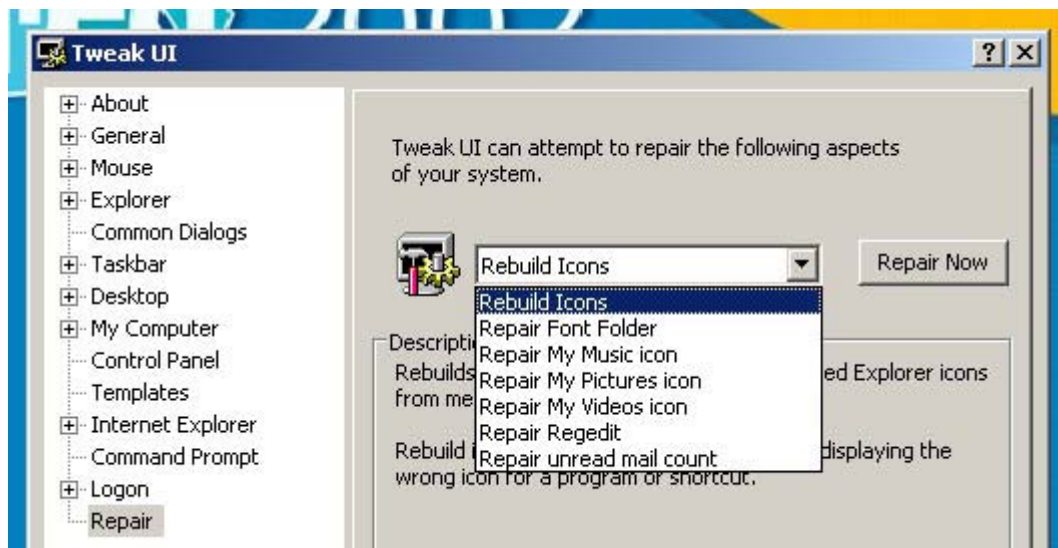 Tweak UI
About
General
Mouse
Explorer
Common Dialogs
Taskbar
Desktop
My Computer
Control Panel
Templates
Internet Explorer
Command Prompt
Logon
Repair
Tweak UI can attempt to repair the following aspects
of your system.
Rebuild Icons
Repair Now
Rebuild Icons
Repair Font Folder
Repair My Music icon
Repair My Pictures icon
Repair My Videos icon
Repair Regedit
Repair unread mail count
Rebuilds ed Explorer icons
from
Rebuild displaying the
wrong icon for a program or shortcut.